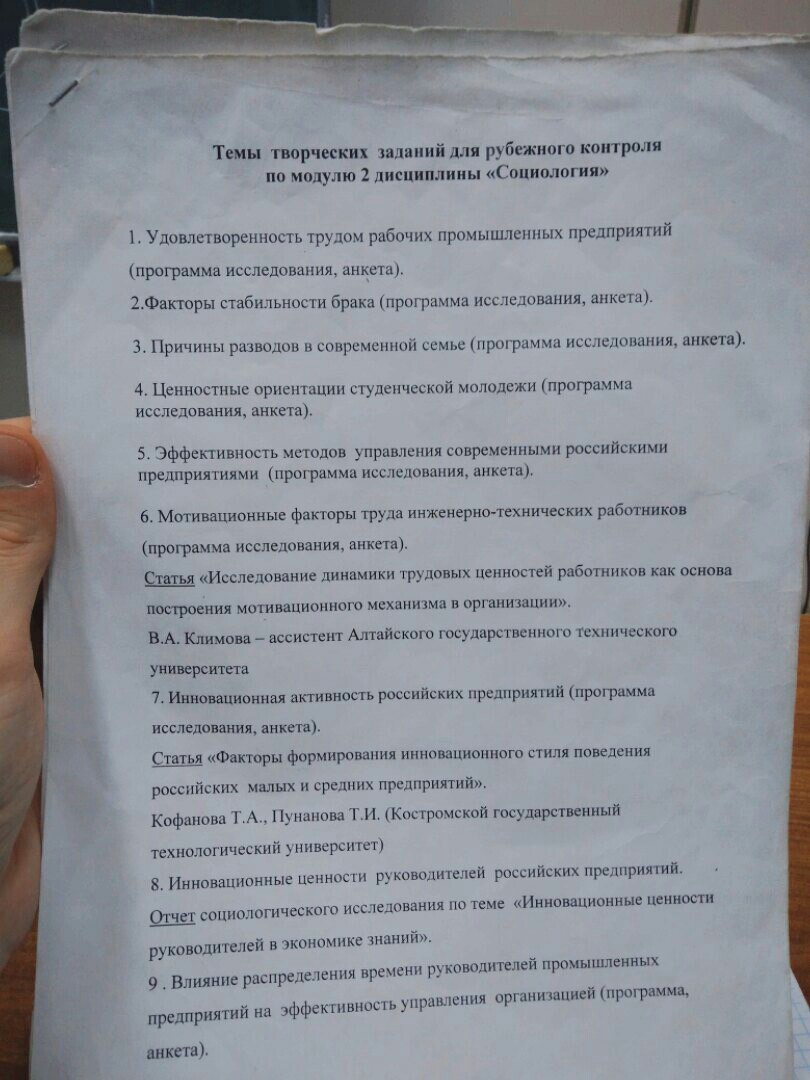 Темы творческих заданий для рубежного контроля
по модулю 2 дисциплины «Социология»
1. Удовлетворенность трудом рабочих промышленных предприятий
(программа исследования, анкета).
2.Факторы стабильности брака (программа исследования, анкета).
3. Причины разводов в современной семье (программа исследования, анкета).
4. Ценностные ориентации студенческой молодежи (программа
исследования, анкета).
5. Эффективность методов управления современными российскими
предприятиями (программа исследования, анкета).
6. Мотивационные факторы труда инженерно-технических работников
(программа исследования, анкета).
Статья «Исследование динамики трудовых ценностей работников как основа
построения мотивационного механизма в организации».
В.А. Климова – ассистент Алтайского государственного технического
университета
7. Инновационная активность российских предприятий (программа
исследования, анкета).
Статья «Факторы формирования инновационного стиля поведения
российских малых и средних предприятий».
Кофанова Т.А., Пунанова Т.И. (Костромской государственный
технологический университет)
8. Инновационные ценности руководителей российских предприятий.
Отчет социологического исследования по теме «Инновационные ценности
руководителей в экономике знаний».
9 . Влияние распределения времени руководителей промышленных
предприятий на эффективность управления организацией (программа,
анкета).